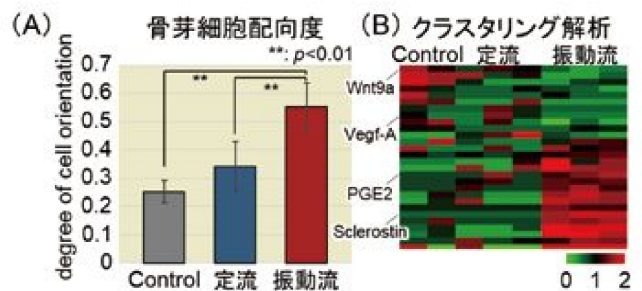 (A) 骨芽細胞配向度
**: p<0.01
degree of cell orientation
0.7
0.6
0.5
0.4
0.3
0.2
0.1
0
**
**
Control 定流 振動流
(B) クラスタリング解析
Control 定流 振動流
Wnt9a
Vegf-A
PGE2
Sclerostin
0 1 2